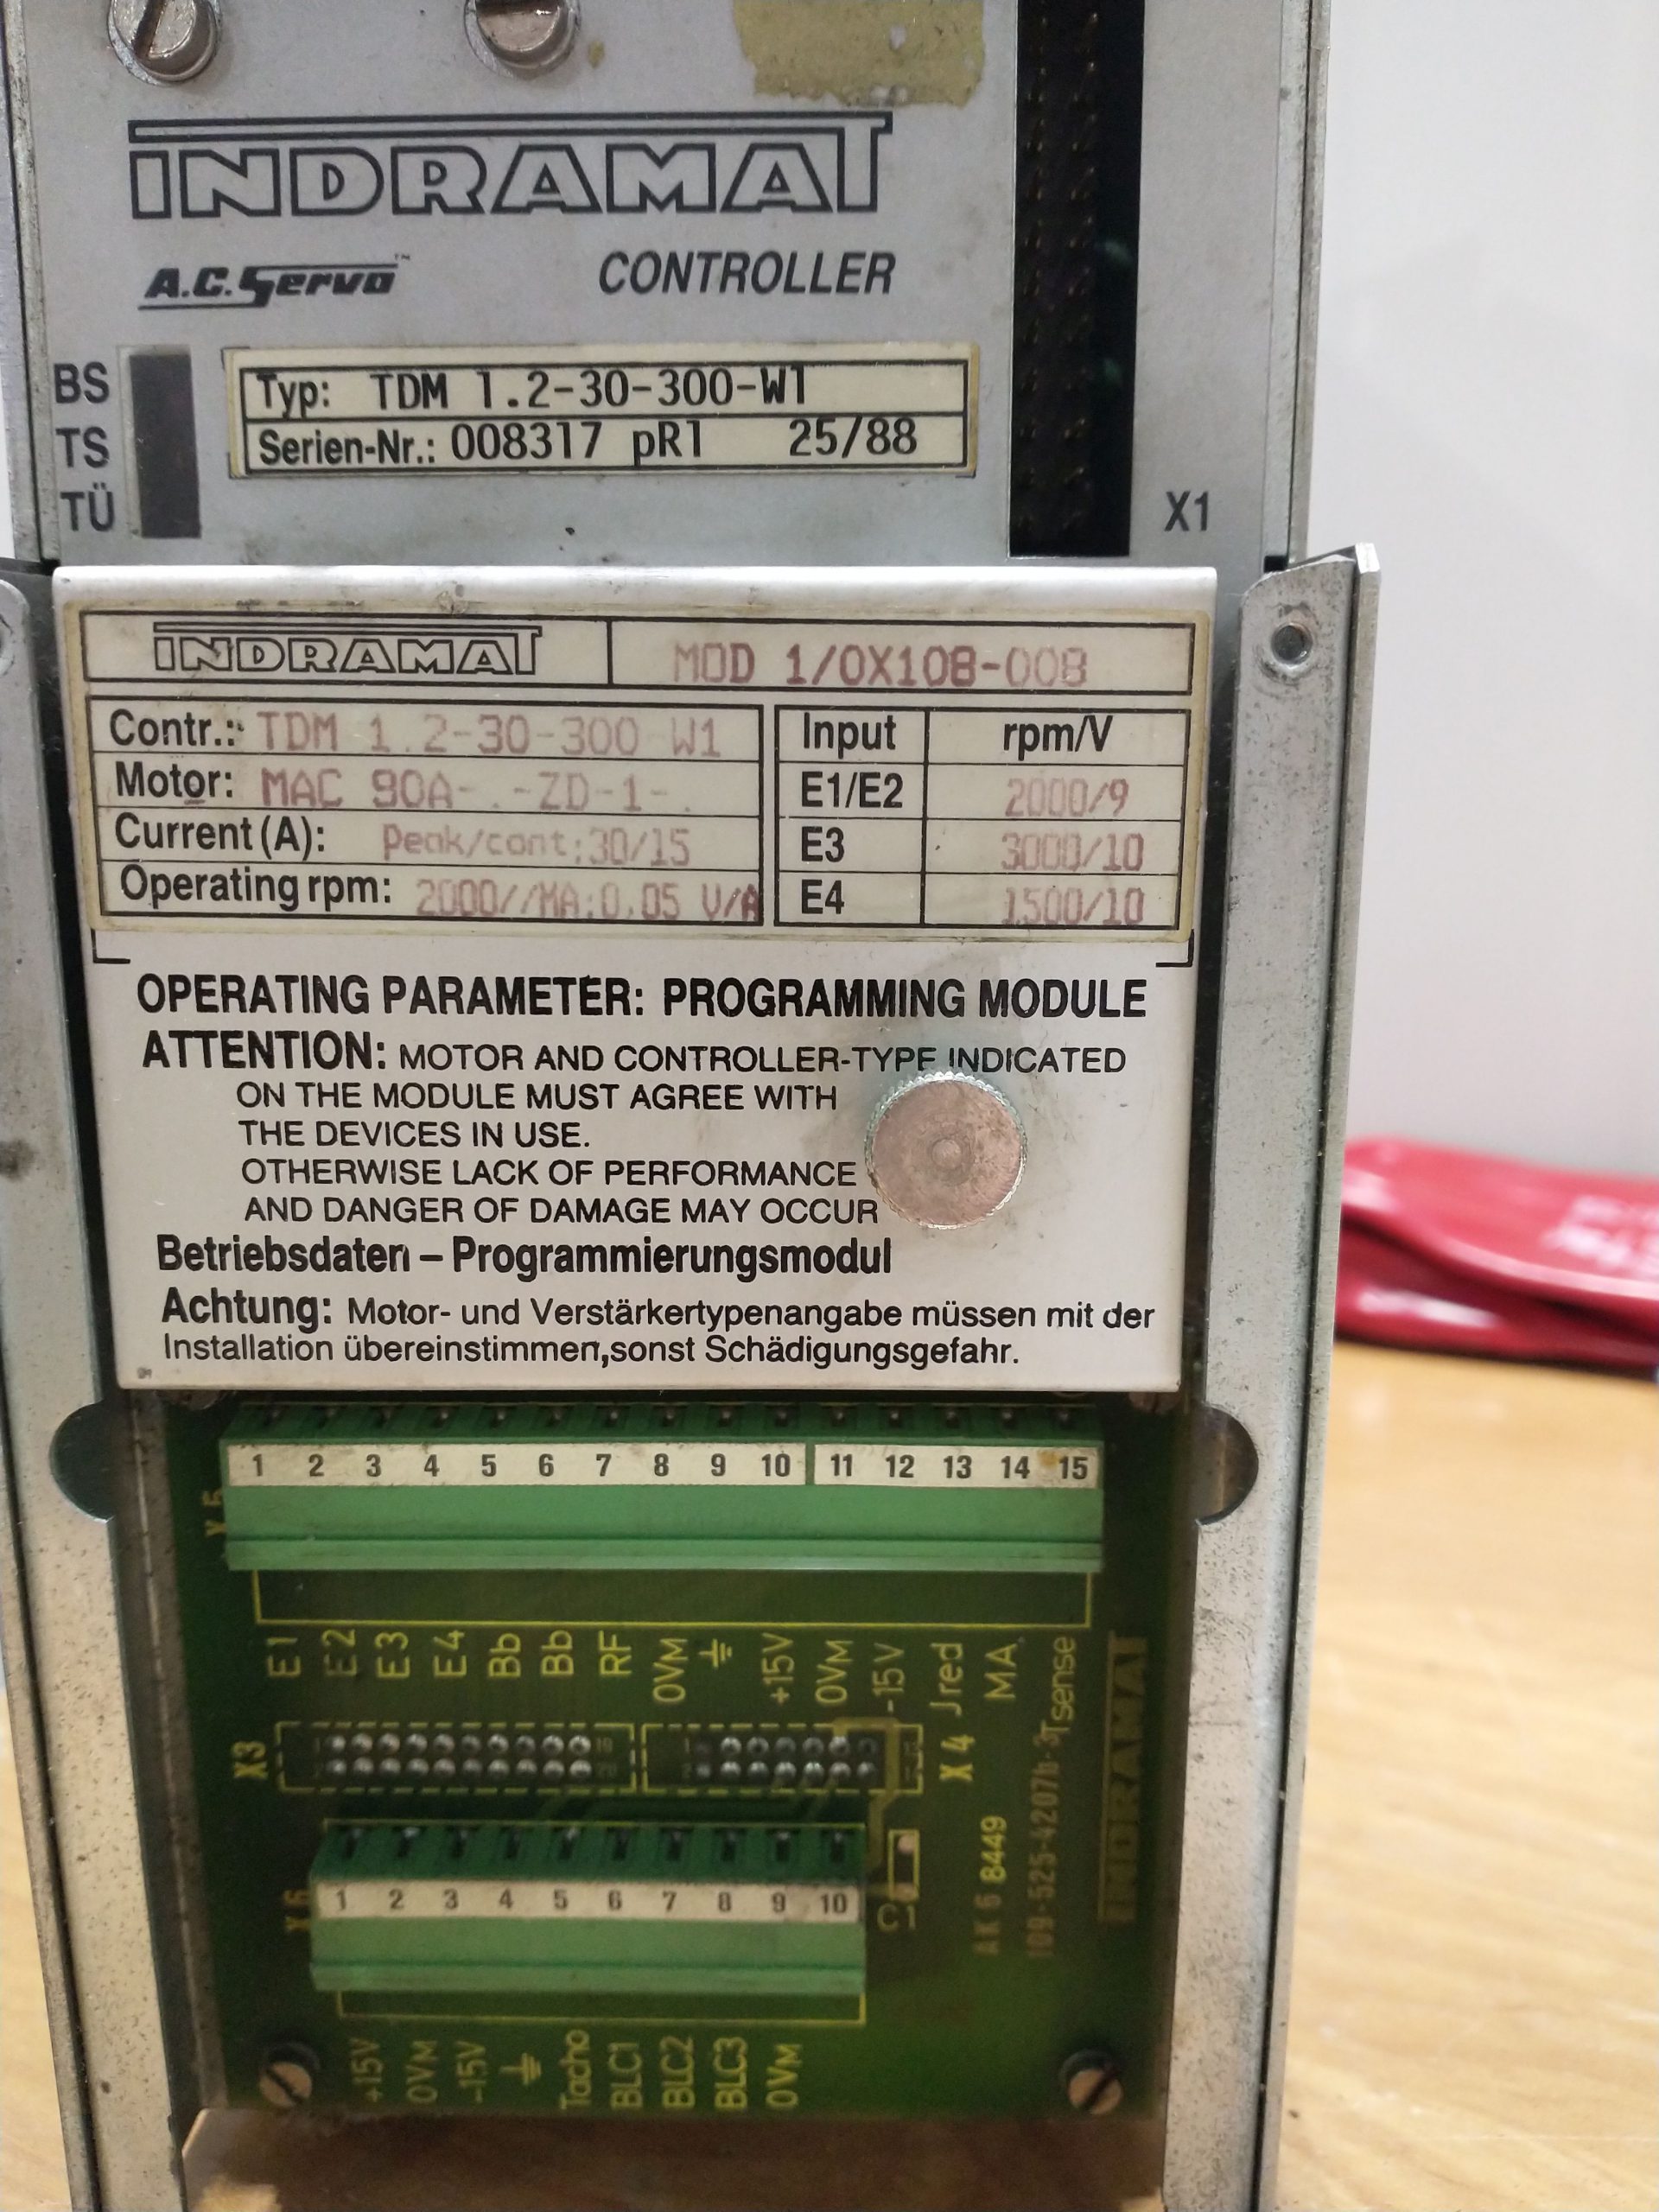 INDRAMAT
A.C. Servo™ CONTROLLER
BS
TS
TÜ
Typ: TDM 1.2-30-300-W1
Serien-Nr.: 008317 pR1 25/88
X1
INDRAMAT MOD 1/0X108-008
Contr.: TDM 1.2-30-300 W1
Motor: MAC 90A-.-ZD-1-.
Current (A): Peak/cont:30/15
Operating rpm: 2000//MA:0.05 V/A
Input rpm/V
E1/E2 2000/9
E3 3000/10
E4 1500/10
OPERATING PARAMETER: PROGRAMMING MODULE
ATTENTION: MOTOR AND CONTROLLER-TYPE INDICATED
ON THE MODULE MUST AGREE WITH
THE DEVICES IN USE.
OTHERWISE LACK OF PERFORMANCE
AND DANGER OF DAMAGE MAY OCCUR
Betriebsdaten – Programmierungsmodul
Achtung: Motor- und Verstärkertypenangabe müssen mit der
Installation übereinstimmen,sonst Schädigungsgefahr.
1 2 3 4 5 6 7 8 9 10 11 12 13 14 15
E1 E2 E3 E4 Bb Bb RF 0VM +15V 0VM -15V Jred MA Tsense
X3
X4
INDRAMAT
1 2 3 4 5 6 7 8 9 10
X6
C1
AK 6 8449
109-525-4207b-3
+15V 0VM -15V Tacho BLC1 BLC2 BLC3 0VM